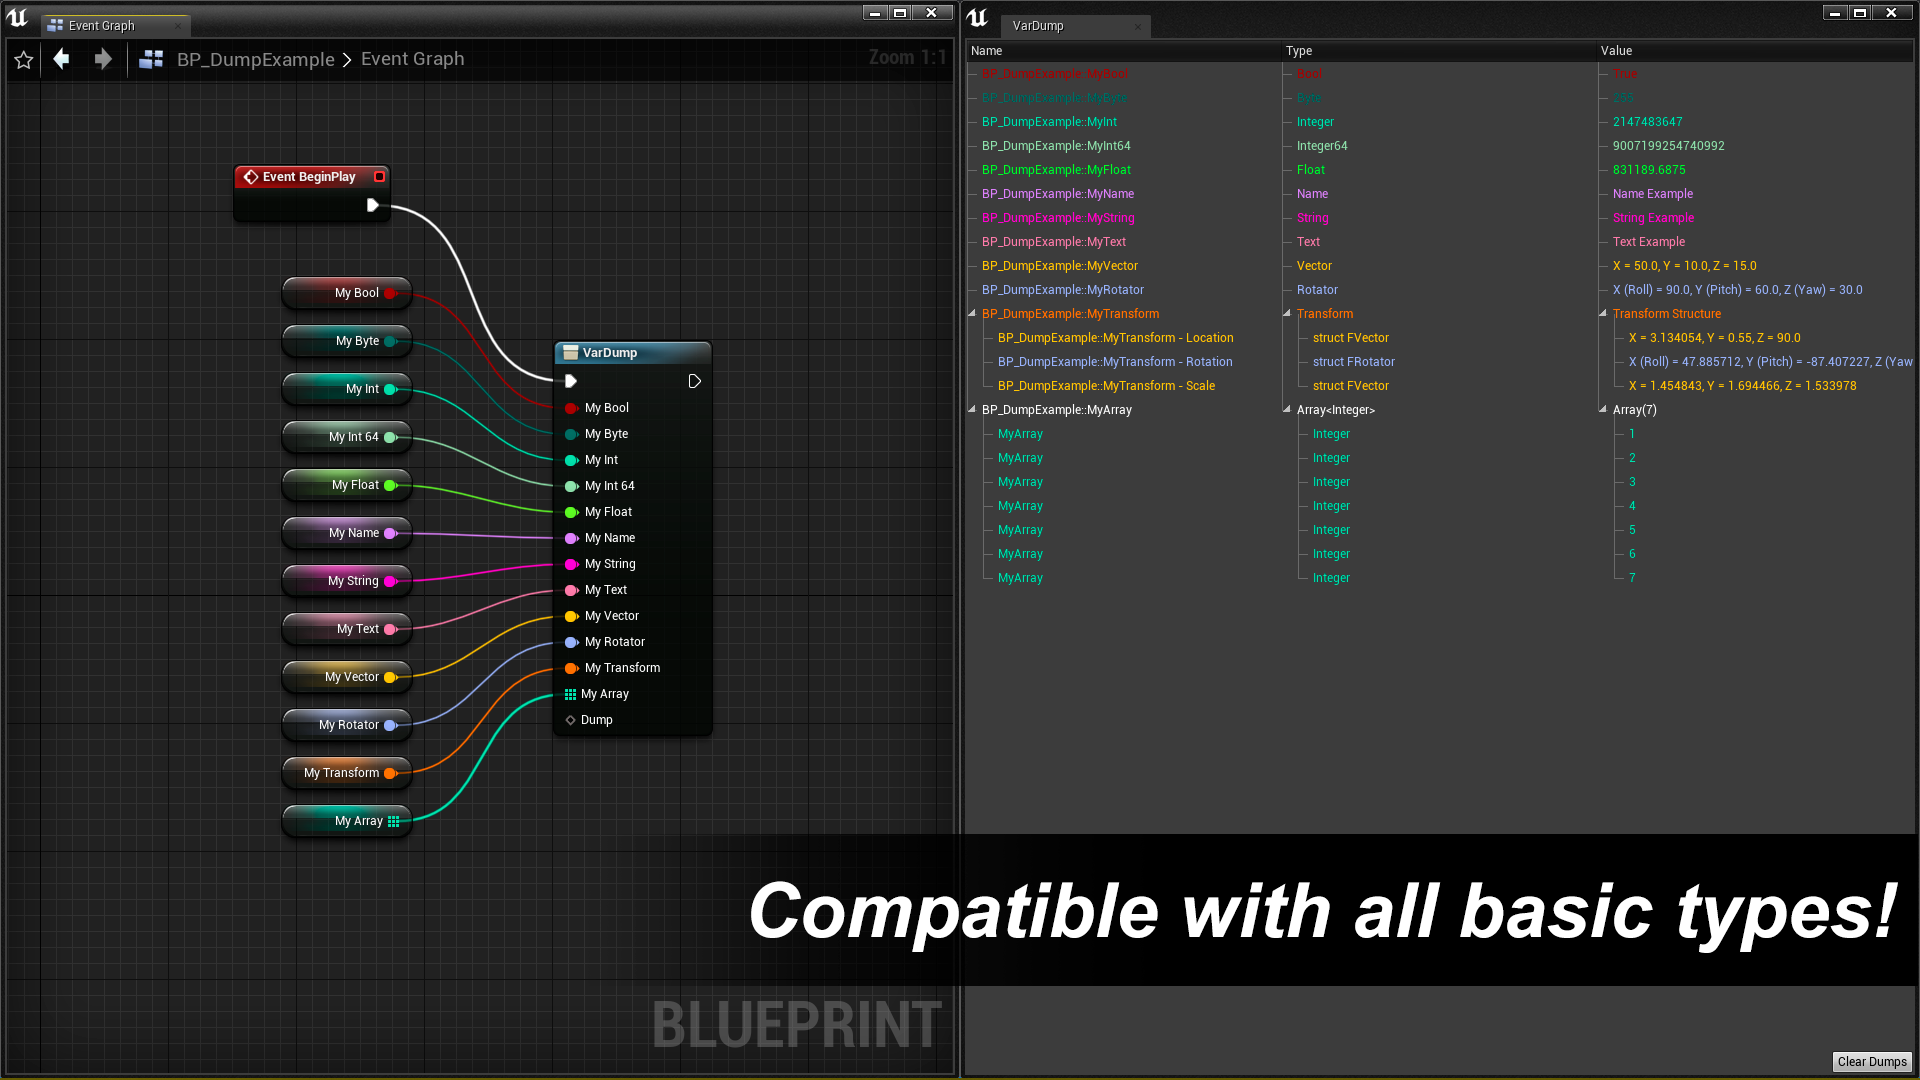 Event Graph
BP_DumpExample > Event Graph
Zoom 1:1
Event BeginPlay
My Bool
My Byte
My Int
My Int 64
My Float
My Name
My String
My Text
My Vector
My Rotator
My Transform
My Array
VarDump
My Bool
My Byte
My Int
My Int 64
My Float
My Name
My String
My Text
My Vector
My Rotator
My Transform
My Array
Dump
BLUEPRINT
VarDump
Name Type Value
BP_DumpExample::MyBool Bool True
BP_DumpExample::MyByte Byte 255
BP_DumpExample::MyInt Integer 2147483647
BP_DumpExample::MyInt64 Integer64 9007199254740992
BP_DumpExample::MyFloat Float 831189.6875
BP_DumpExample::MyName Name Name Example
BP_DumpExample::MyString String String Example
BP_DumpExample::MyText Text Text Example
BP_DumpExample::MyVector Vector X = 50.0, Y = 10.0, Z = 15.0
BP_DumpExample::MyRotator Rotator X (Roll) = 90.0, Y (Pitch) = 60.0, Z (Yaw) = 30.0
BP_DumpExample::MyTransform Transform Transform Structure
BP_DumpExample::MyTransform - Location struct FVector X = 3.134054, Y = 0.55, Z = 90.0
BP_DumpExample::MyTransform - Rotation struct FRotator X (Roll) = 47.885712, Y (Pitch) = -87.407227, Z (Yaw
BP_DumpExample::MyTransform - Scale struct FVector X = 1.454843, Y = 1.694466, Z = 1.533978
BP_DumpExample::MyArray Array<Integer> Array(7)
MyArray Integer 1
MyArray Integer 2
MyArray Integer 3
MyArray Integer 4
MyArray Integer 5
MyArray Integer 6
MyArray Integer 7
Compatible with all basic types!
Clear Dumps